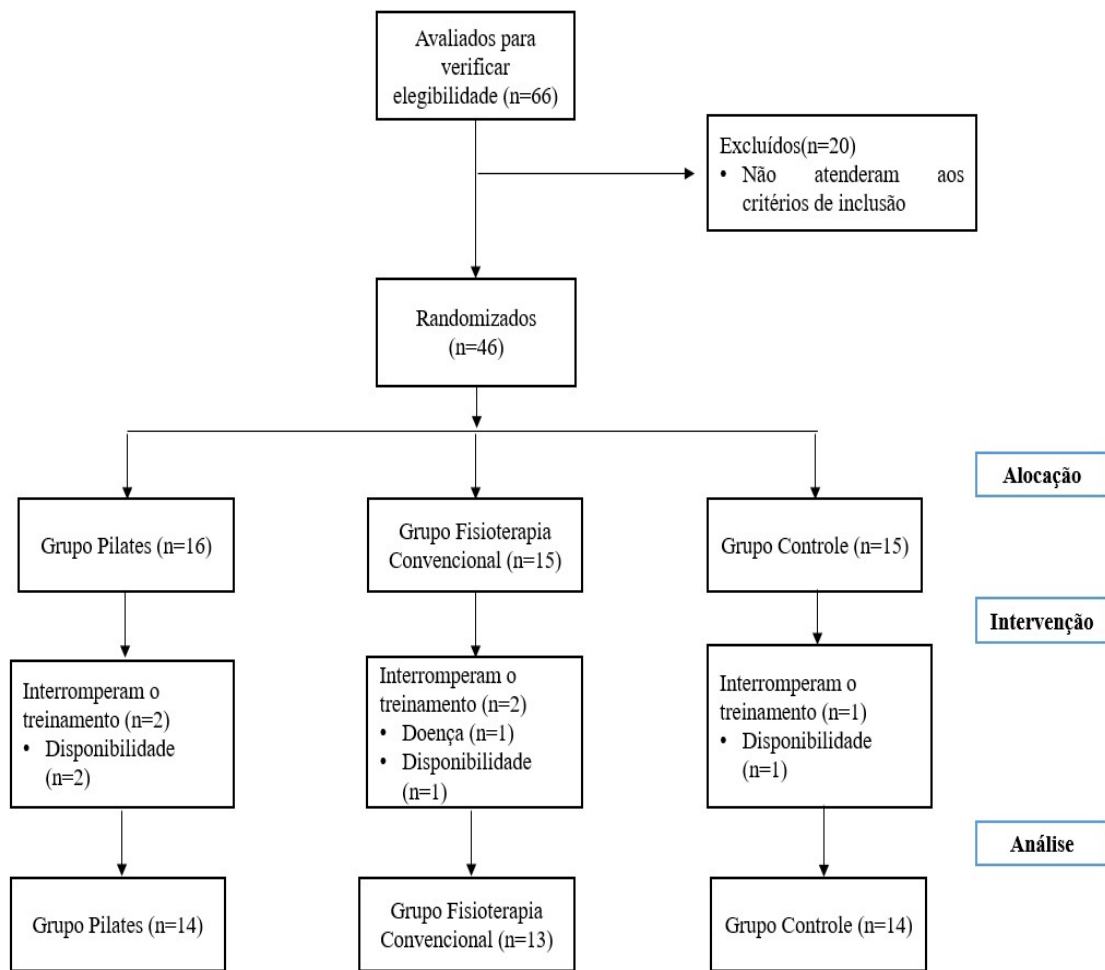 Avaliados para
verificar
elegibilidade (n=66)
Excluídos(n=20)
• Não atenderam aos
critérios de inclusão
Randomizados
(n=46)
Alocação
Grupo Pilates (n=16)
Grupo Fisioterapia
Convencional (n=15)
Grupo Controle (n=15)
Intervenção
Interromperam o
treinamento (n=2)
• Disponibilidade
(n=2)
Interromperam o
treinamento (n=2)
• Doença (n=1)
• Disponibilidade
(n=1)
Interromperam o
treinamento (n=1)
• Disponibilidade
(n=1)
Análise
Grupo Pilates (n=14)
Grupo Fisioterapia
Convencional (n=13)
Grupo Controle (n=14)